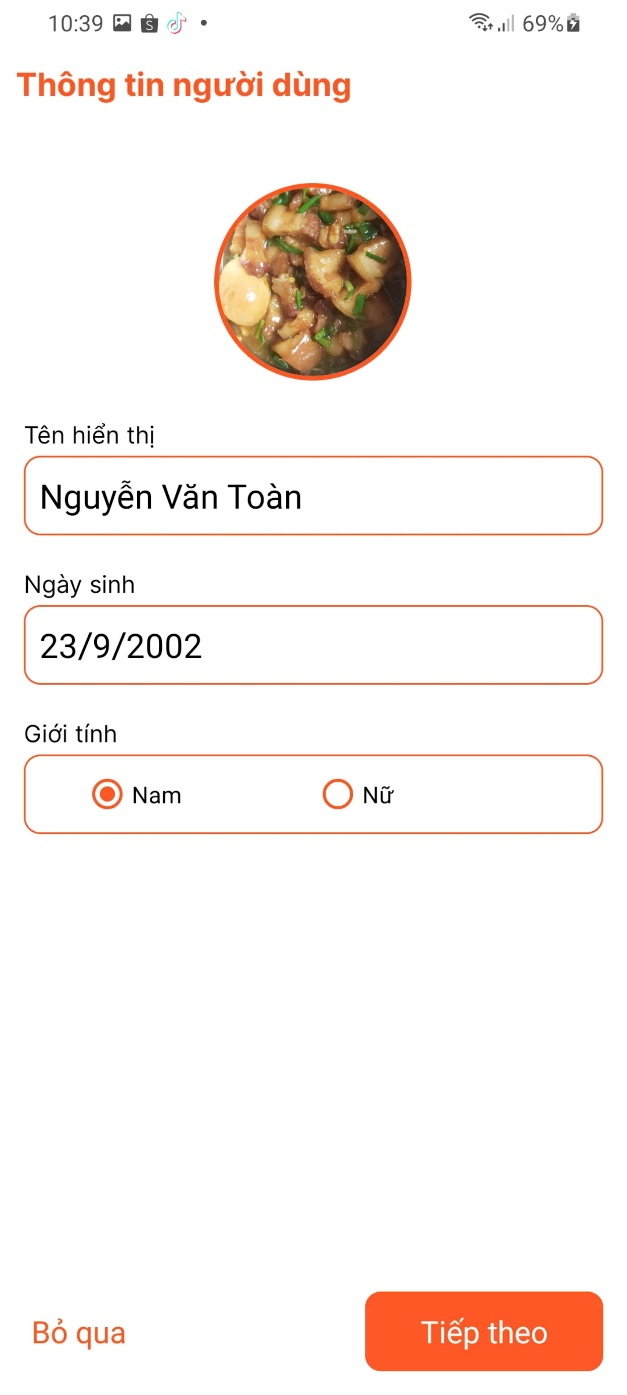 10:39 69%
Thông tin người dùng
Tên hiển thị
Nguyễn Văn Toàn
Ngày sinh
23/9/2002
Giới tính
Nam Nữ
Bỏ qua Tiếp theo